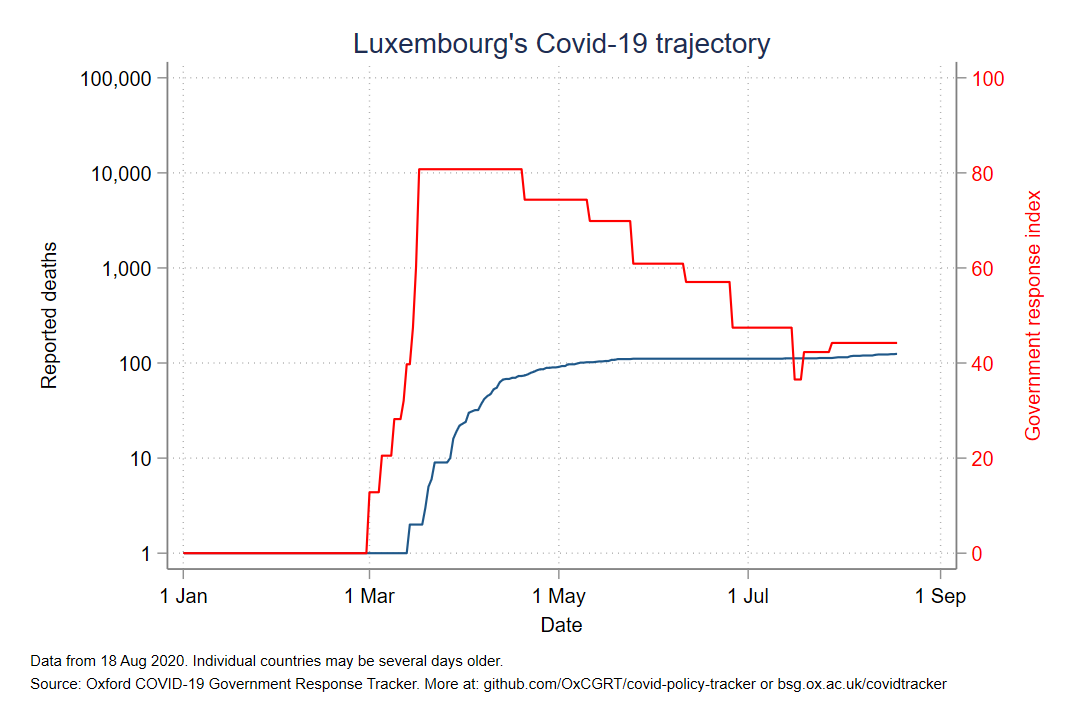 Luxembourg's Covid-19 trajectory
100,000
10,000
1,000
100
10
1
Reported deaths
100
80
60
40
20
0
Government response index
1 Jan 1 Mar 1 May 1 Jul 1 Sep
Date
Data from 18 Aug 2020. Individual countries may be several days older.
Source: Oxford COVID-19 Government Response Tracker. More at: github.com/OxCGRT/covid-policy-tracker or bsg.ox.ac.uk/covidtracker